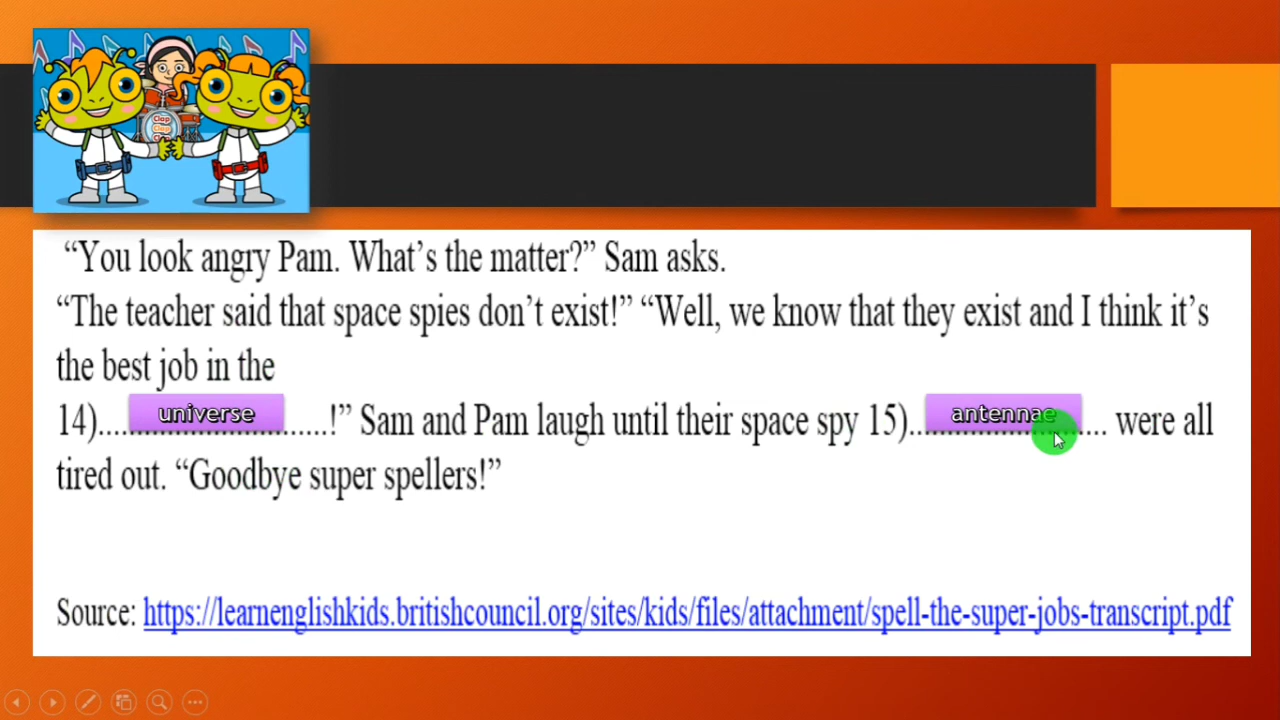 Clap
Clap
“You look angry Pam. What’s the matter?” Sam asks.
“The teacher said that space spies don’t exist!” “Well, we know that they exist and I think it’s
the best job in the
14)....universe......!” Sam and Pam laugh until their space spy 15)..antennae... were all
tired out. “Goodbye super spellers!”
Source: https://learnenglishkids.britishcouncil.org/sites/kids/files/attachment/spell-the-super-jobs-transcript.pdf